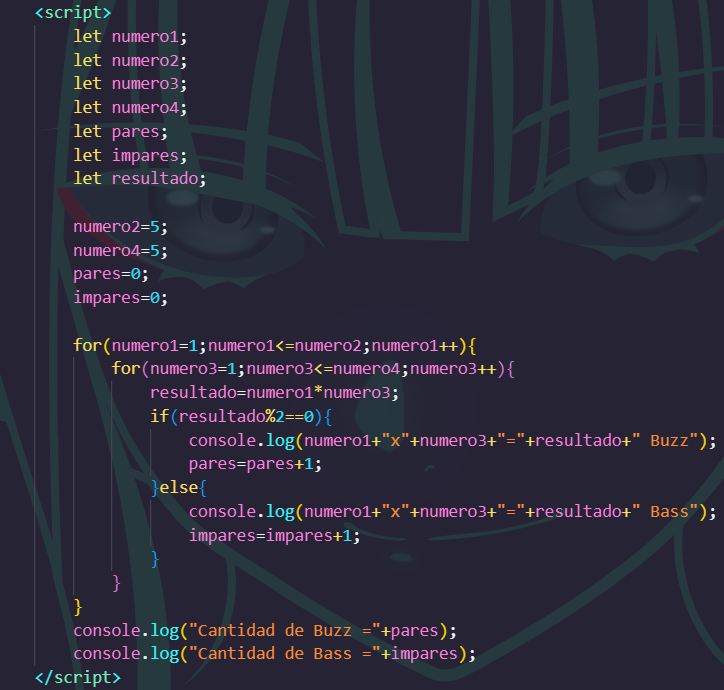 <script>
let numero1;
let numero2;
let numero3;
let numero4;
let pares;
let impares;
let resultado;
numero2=5;
numero4=5;
pares=0;
impares=0;
for(numero1=1;numero1<=numero2;numero1++){
for(numero3=1;numero3<=numero4;numero3++){
resultado=numero1*numero3;
if(resultado%2==0){
console.log(numero1+"x"+numero3+"="+resultado+" Buzz");
pares=pares+1;
}else{
console.log(numero1+"x"+numero3+"="+resultado+" Bass");
impares=impares+1;
}
}
}
console.log("Cantidad de Buzz ="+pares);
console.log("Cantidad de Bass ="+impares);
</script>